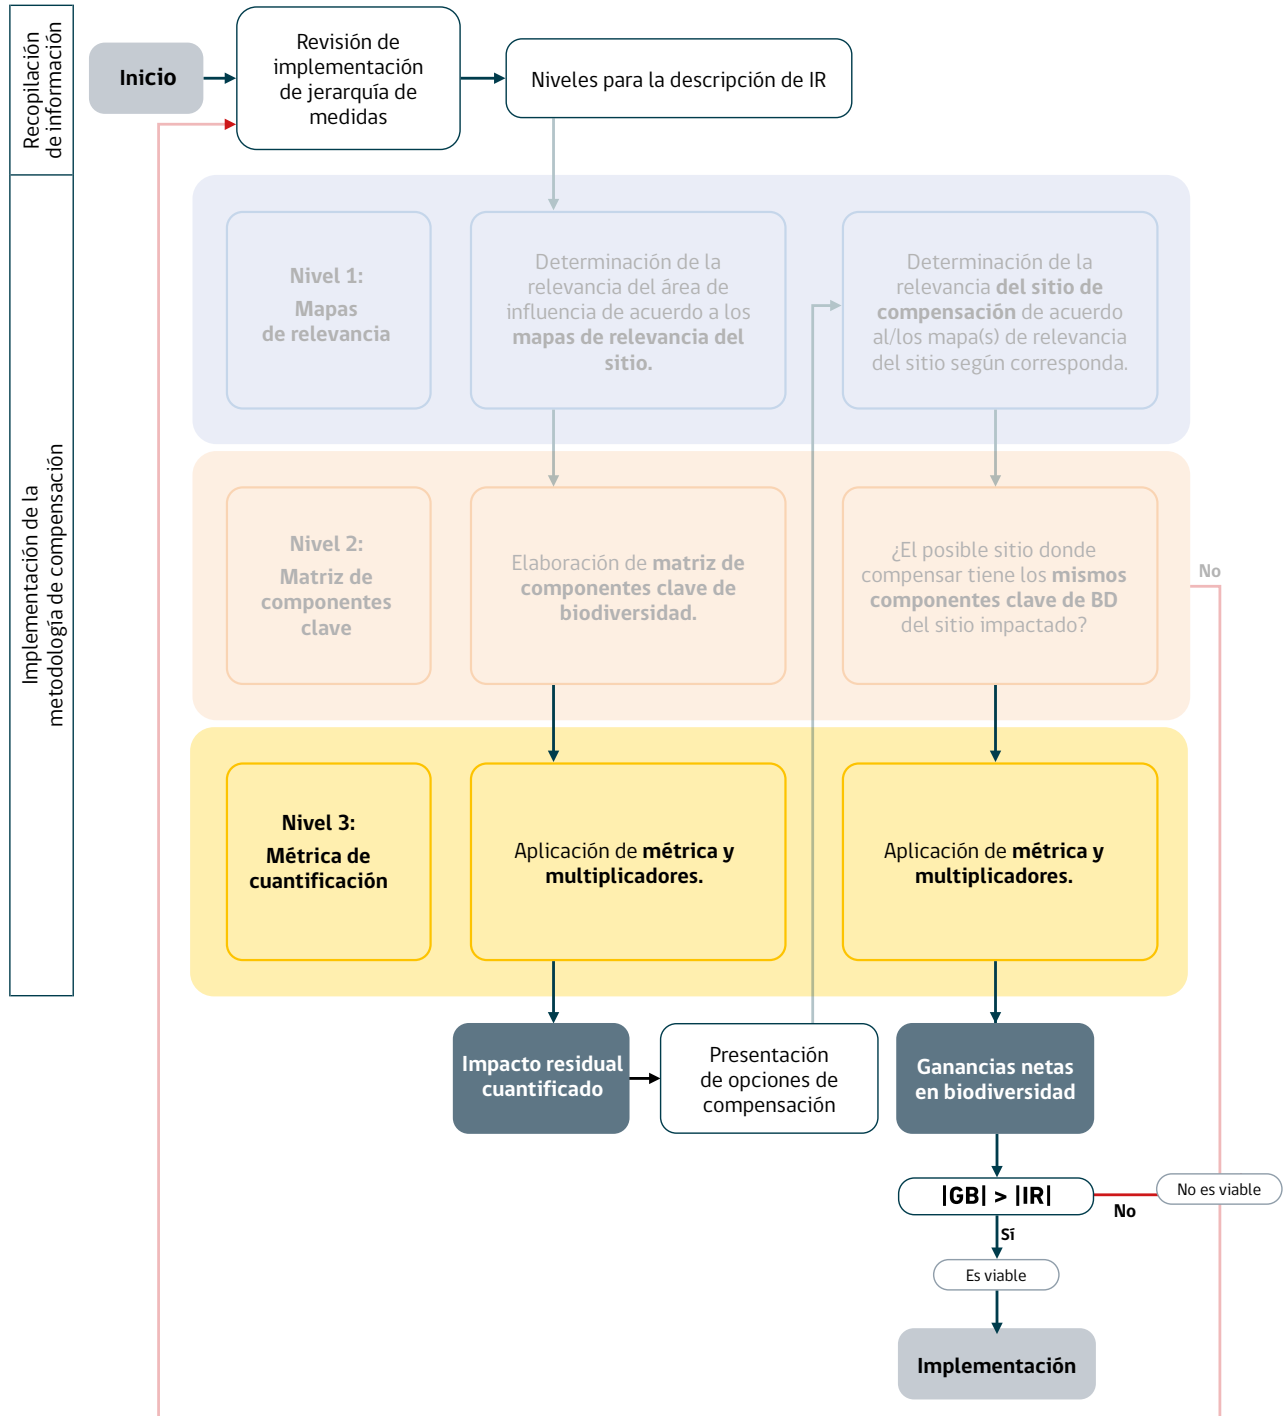 Recopilación
de información
Inicio
Revisión de
implementación
de jerarquía de
medidas
Niveles para la descripción de IR
Implementación de la
metodología de compensación
Nivel 1:
Mapas
de relevancia
Determinación de la
relevancia del área de
influencia de acuerdo a los
mapas de relevancia del
sitio.
Determinación de la
relevancia del sitio de
compensación de acuerdo
al/los mapa(s) de relevancia
del sitio según corresponda.
Nivel 2:
Matriz de
componentes
clave
Elaboración de matriz de
componentes clave de
biodiversidad.
¿El posible sitio donde
compensar tiene los mismos
componentes clave de BD
del sitio impactado?
No
Nivel 3:
Métrica de
cuantificación
Aplicación de métrica y
multiplicadores.
Aplicación de métrica y
multiplicadores.
Impacto residual
cuantificado
Presentación
de opciones de
compensación
Ganancias netas
en biodiversidad
|GB| > |IR|
No
No es viable
Sí
Es viable
Implementación